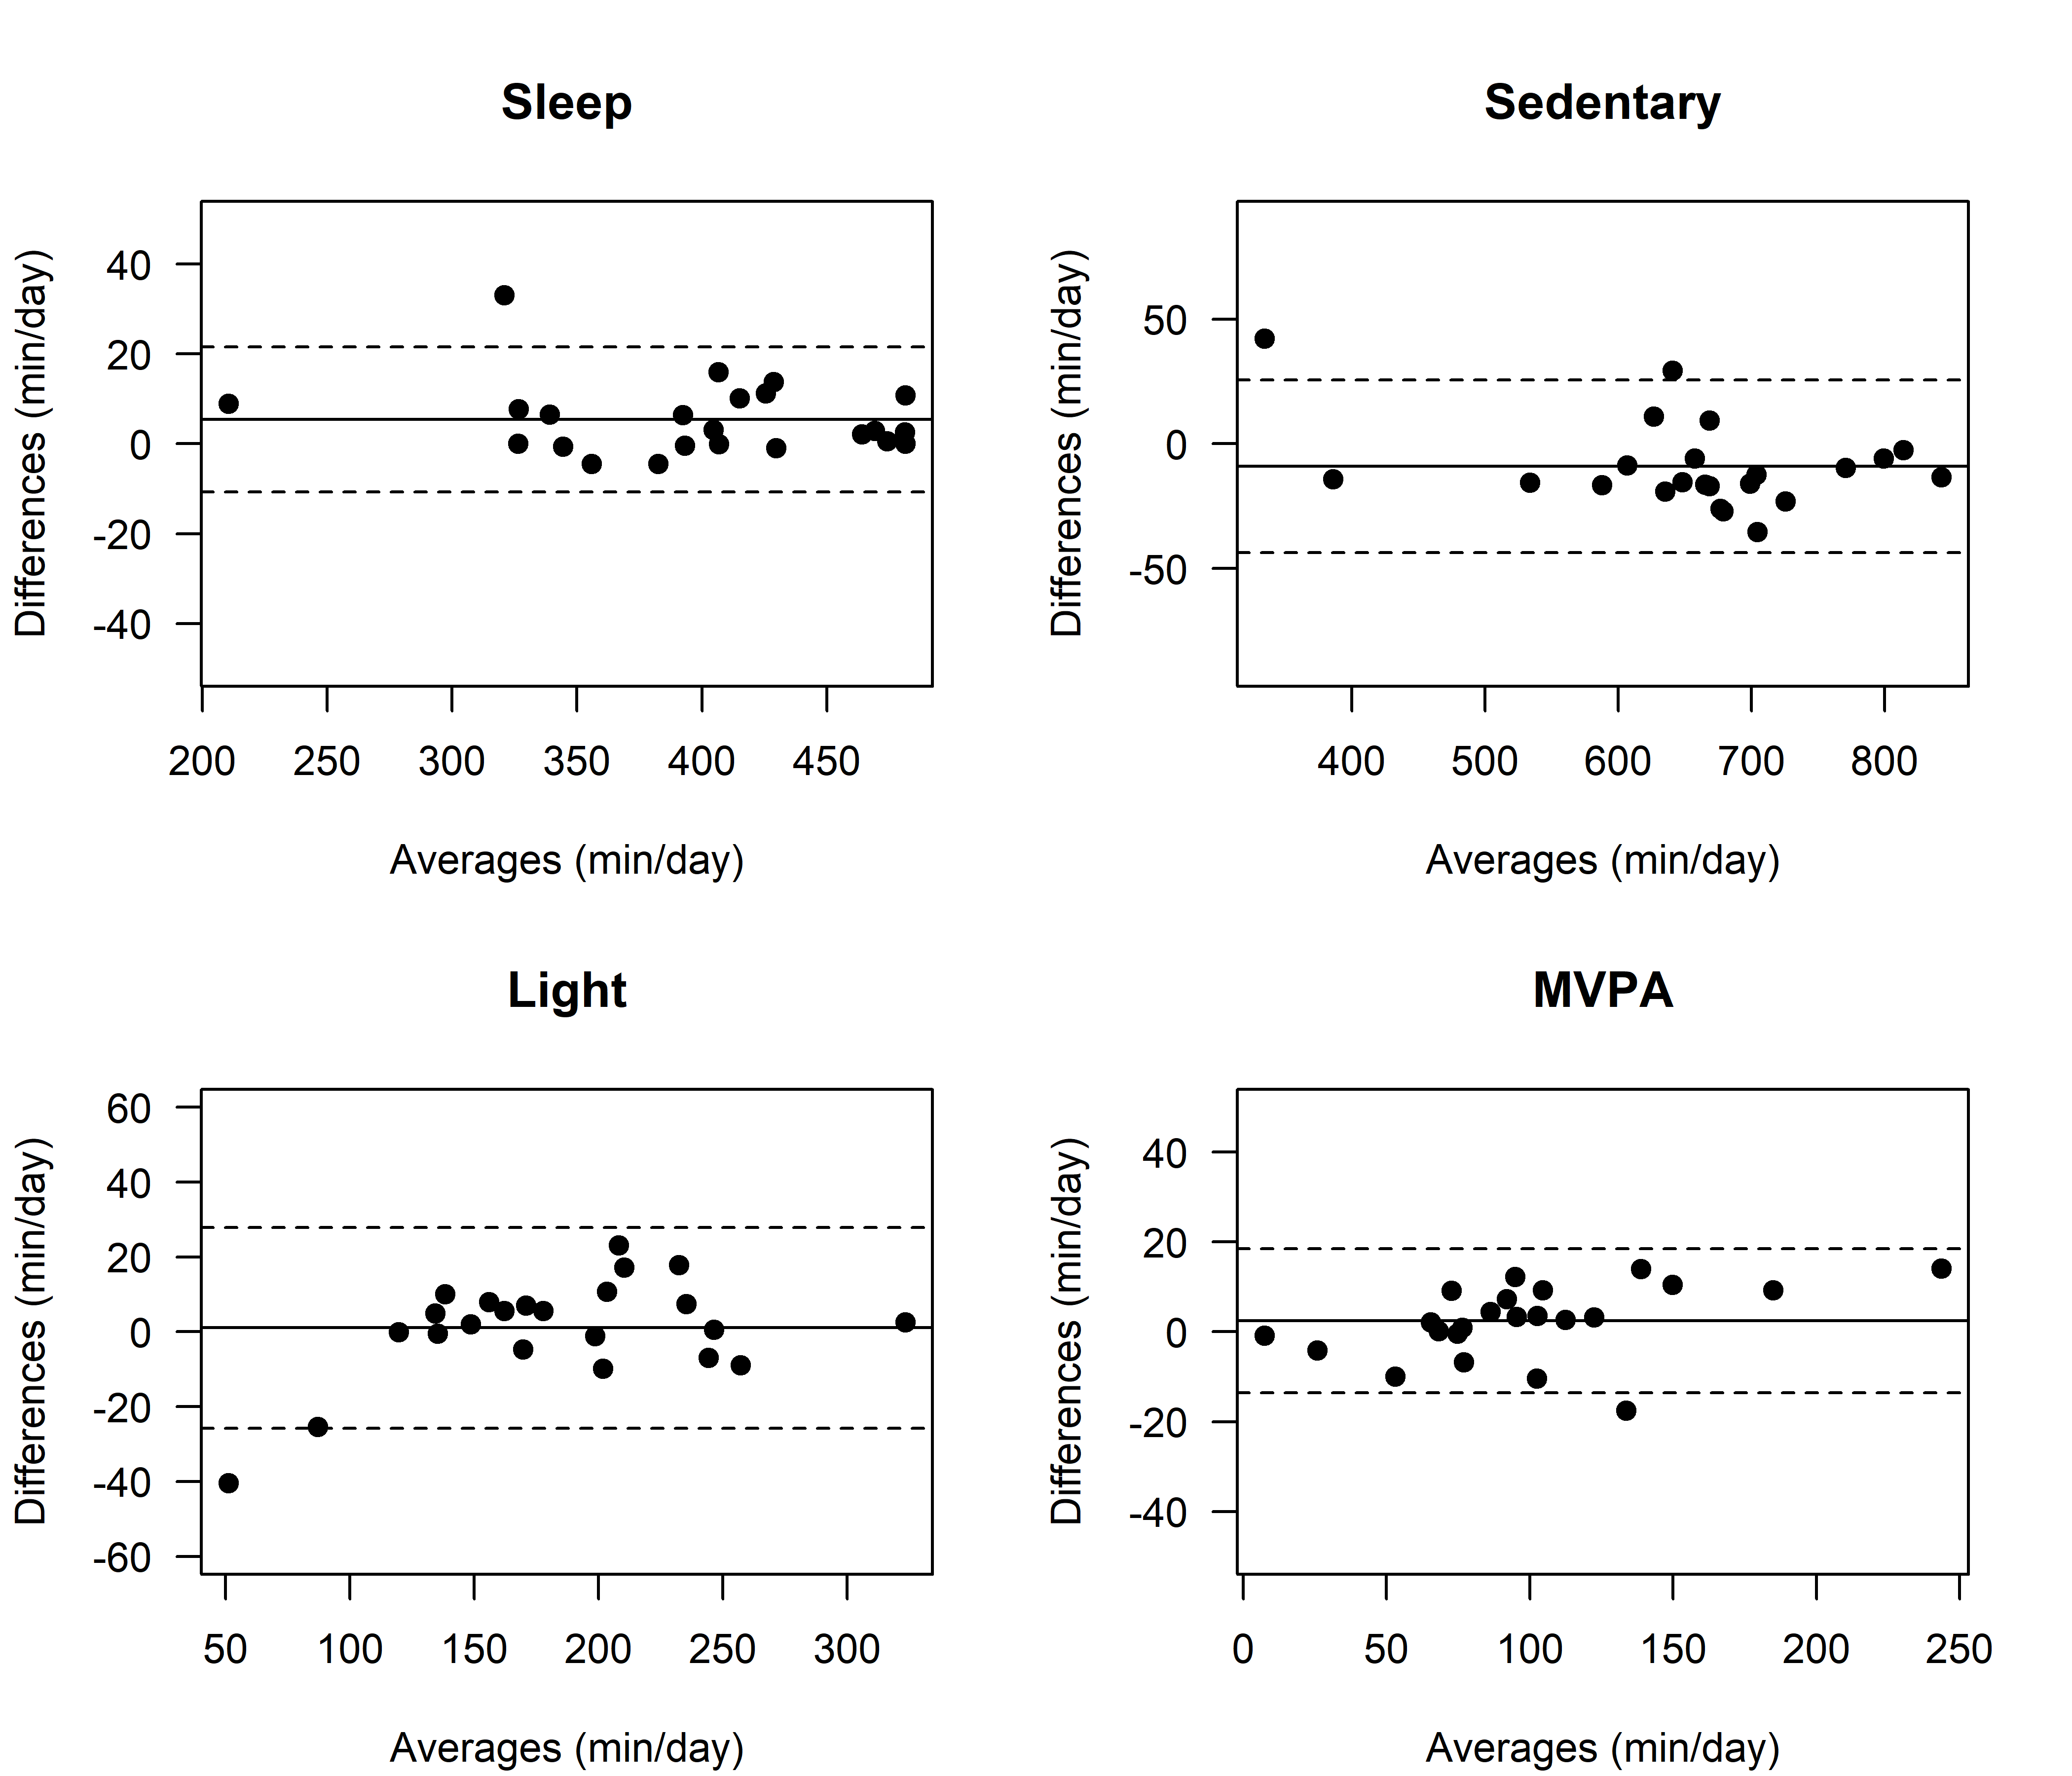 Sleep
Differences (min/day)
40
20
0
-20
-40
200 250 300 350 400 450
Averages (min/day)
Sedentary
Differences (min/day)
50
0
-50
400 500 600 700 800
Averages (min/day)
Light
Differences (min/day)
60
40
20
0
-20
-40
-60
50 100 150 200 250 300
Averages (min/day)
MVPA
Differences (min/day)
40
20
0
-20
-40
0 50 100 150 200 250
Averages (min/day)